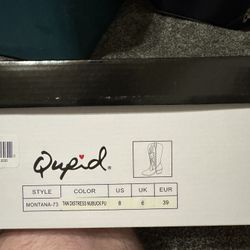 Qupid®
STYLE COLOR US UK EUR
MONTANA-73 TAN DISTRESS NUBUCK PU 8 6 39